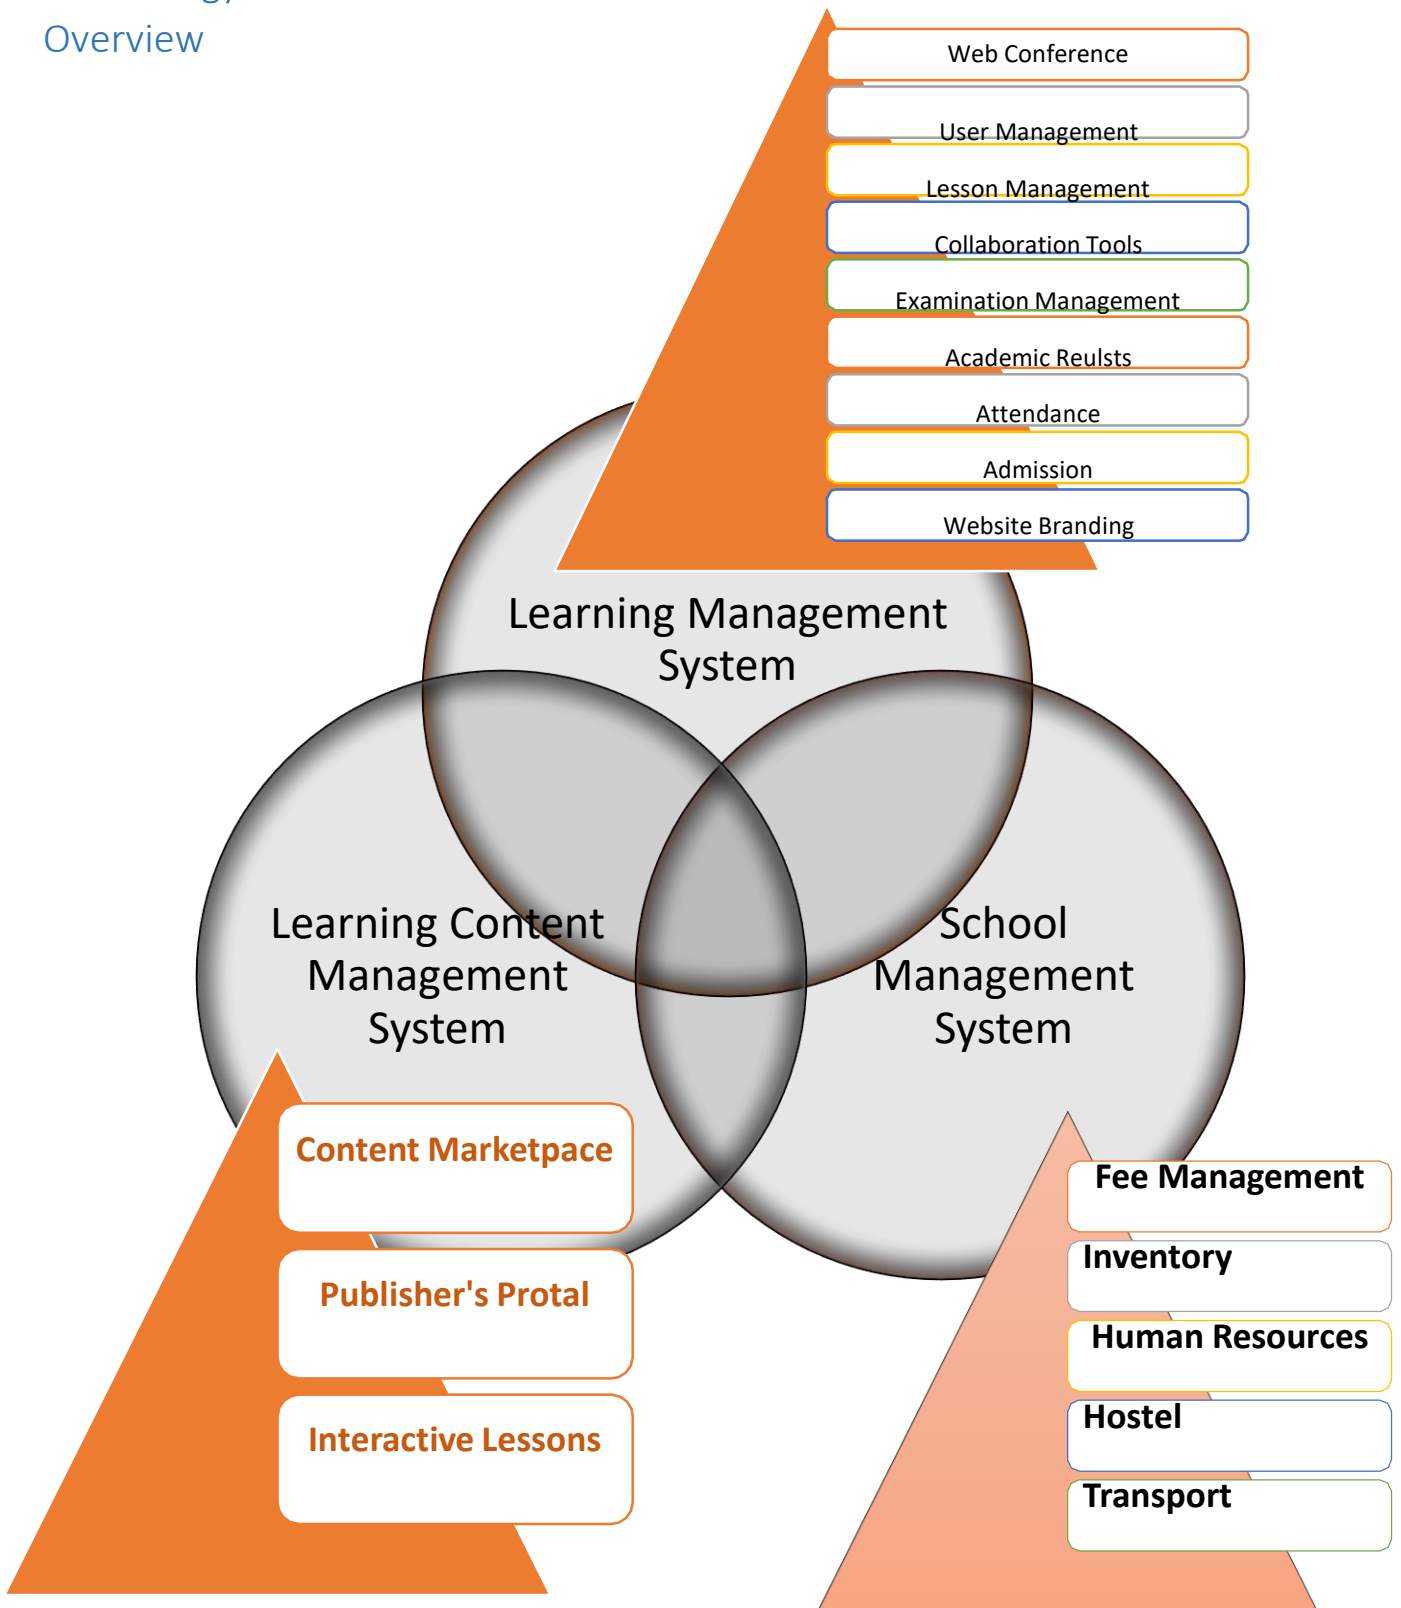 Overview
Web Conference
User Management
Lesson Management
Collaboration Tools
Examination Management
Academic Reulsts
Attendance
Admission
Website Branding
Learning Management
System
Learning Content
Management
System
School
Management
System
Content Marketpace
Publisher's Protal
Interactive Lessons
Fee Management
Inventory
Human Resources
Hostel
Transport